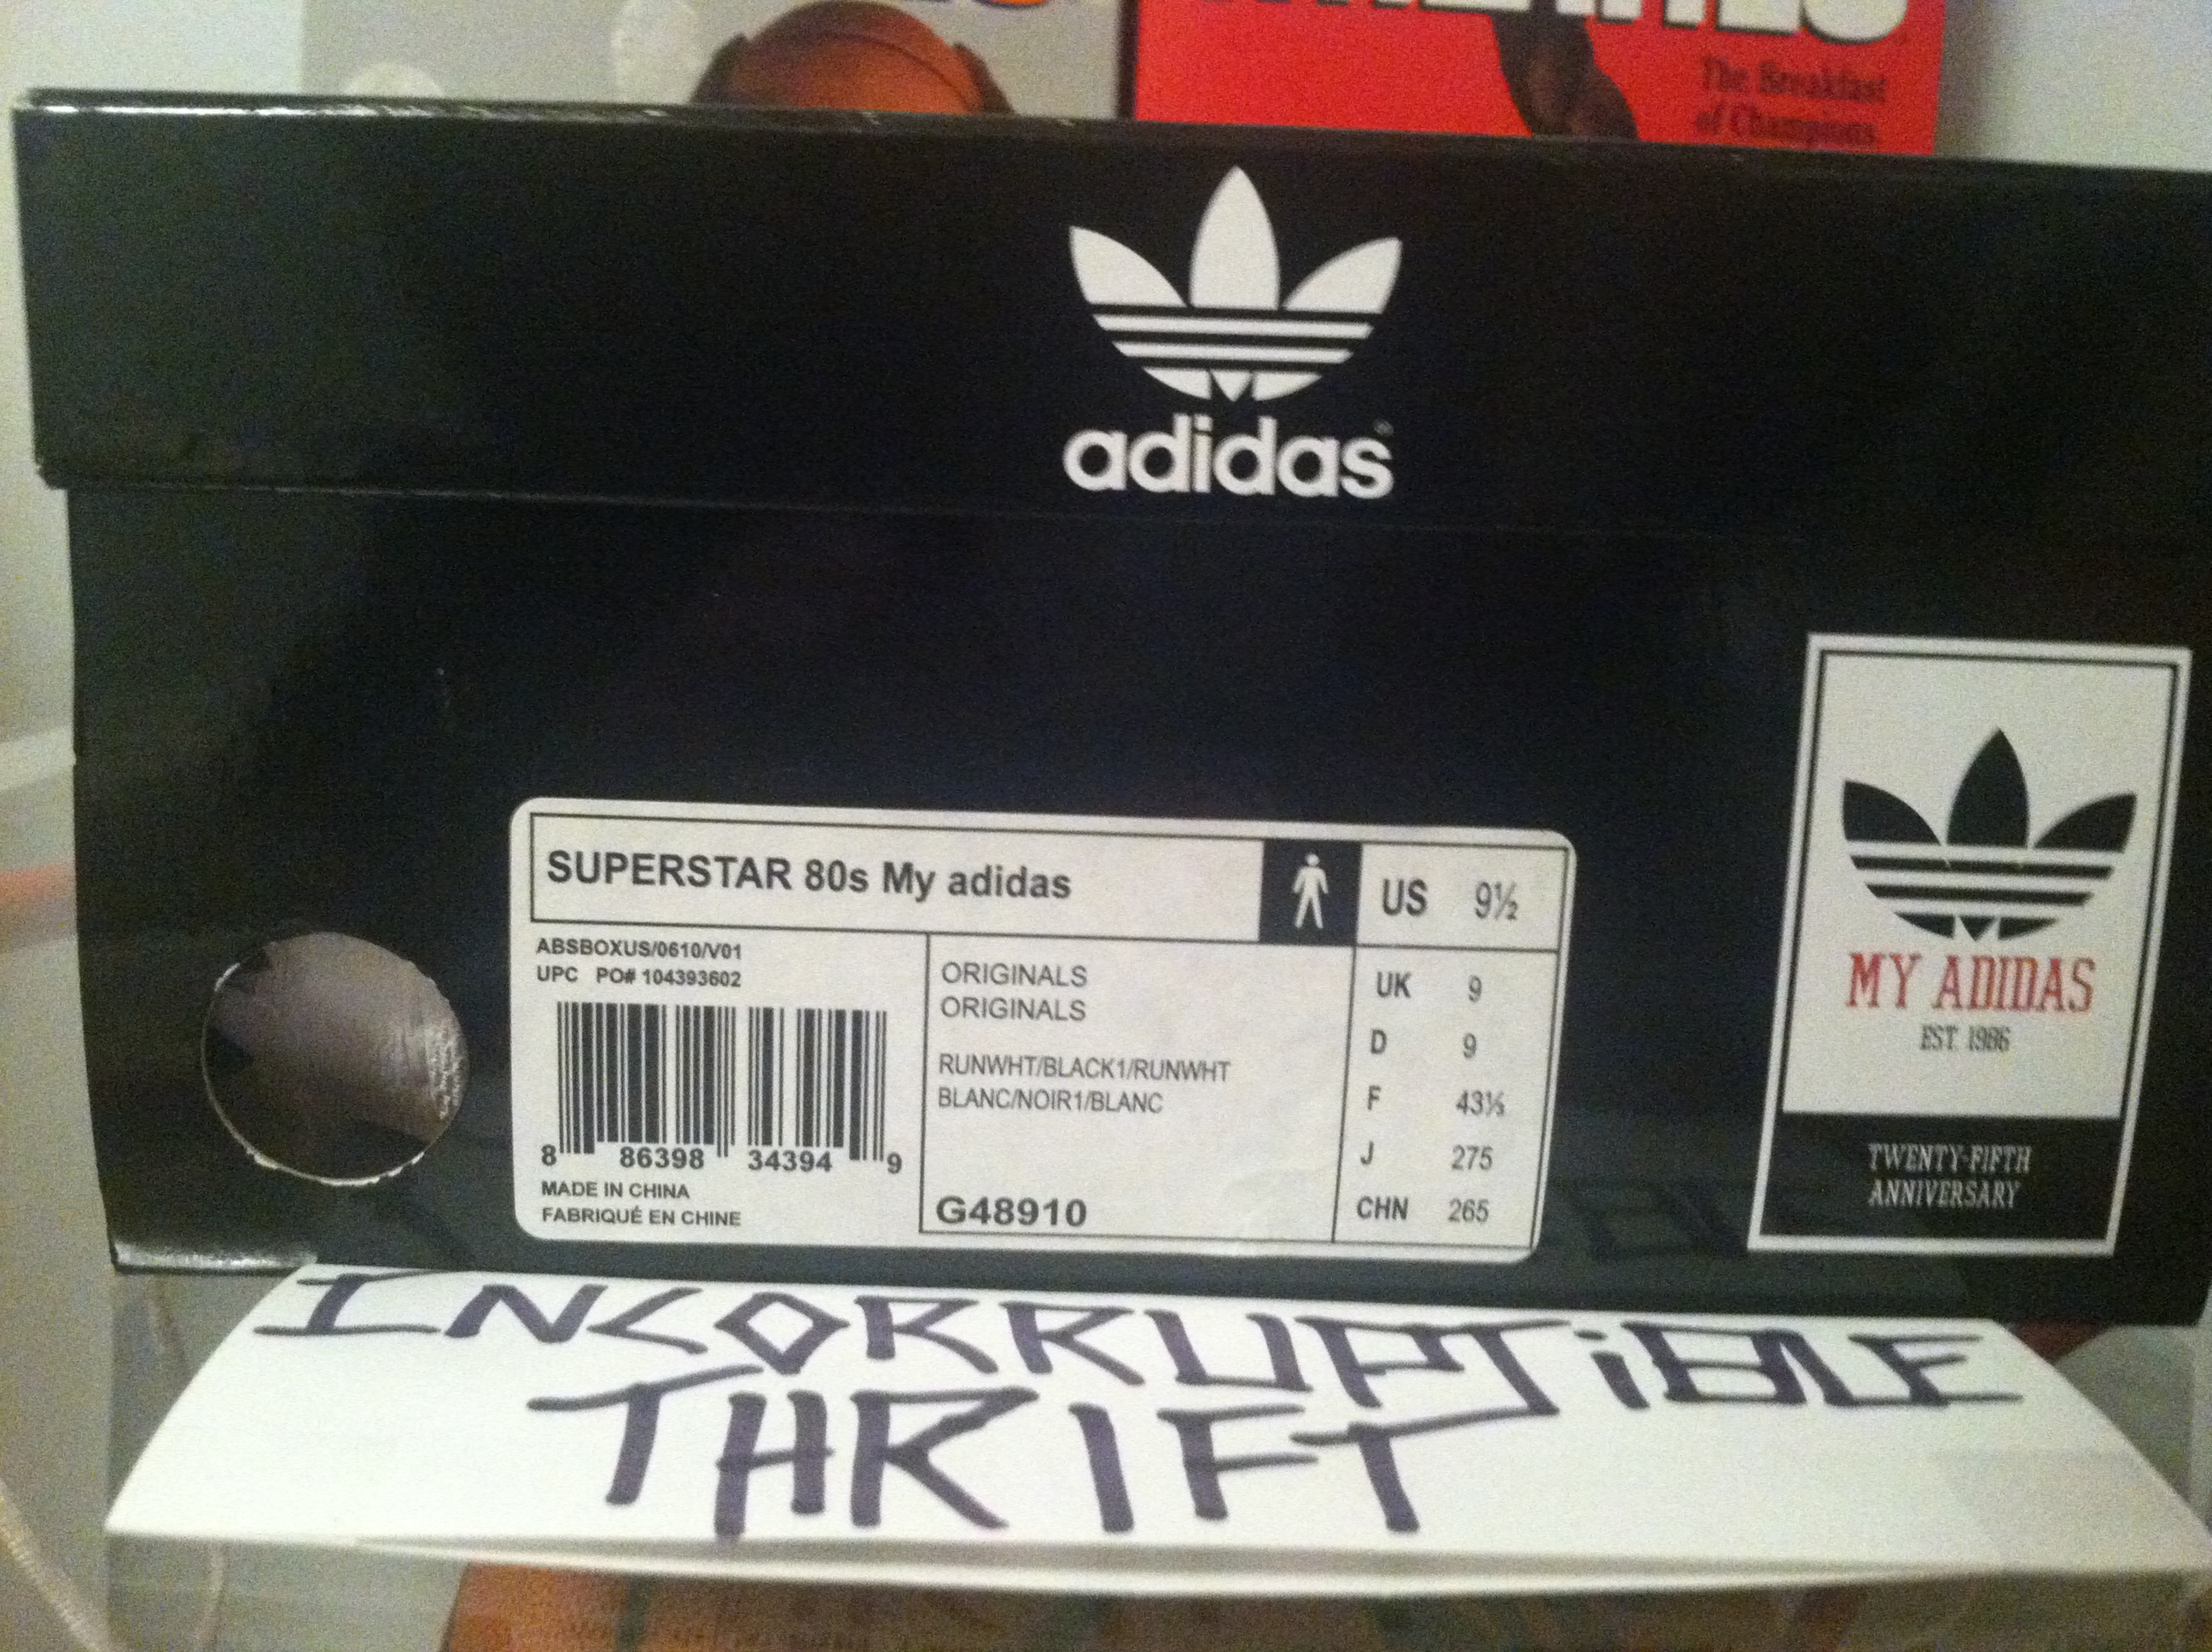 The Breakfast
of Champions
adidas
SUPERSTAR 80s My adidas
US 9½
ABSBOXUS/0610/V01
UPC PO# 104393602
8 86398 34394 9
MADE IN CHINA
FABRIQUÉ EN CHINE
ORIGINALS
ORIGINALS
RUNWHT/BLACK1/RUNWHT
BLANC/NOIR1/BLANC
G48910
UK 9
D 9
F 43⅓
J 275
CHN 265
MY ADIDAS
EST. 1986
TWENTY-FIFTH
ANNIVERSARY
INCORRUPTiBLE
THRIFT